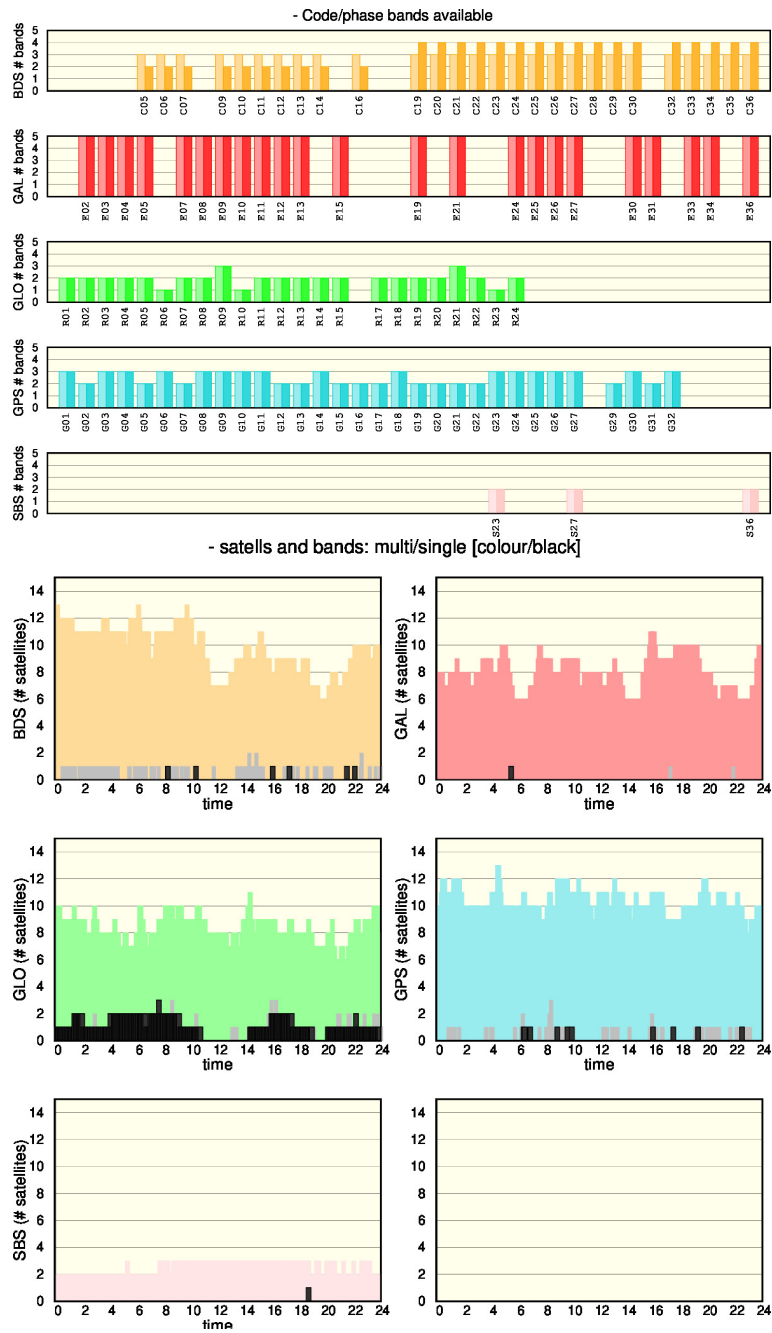 - Code/phase bands available
BDS # bands
5
4
3
2
1
0
C05 C06 C07 C09 C10 C11 C12 C13 C14 C16 C19 C20 C21 C22 C23 C24 C25 C26 C27 C28 C29 C30 C32 C33 C34 C35 C36
GAL # bands
5
4
3
2
1
0
E02 E03 E04 E05 E07 E08 E09 E10 E11 E12 E13 E15 E19 E21 E24 E25 E26 E27 E30 E31 E33 E34 E36
GLO # bands
5
4
3
2
1
0
R01 R02 R03 R04 R05 R06 R07 R08 R09 R10 R11 R12 R13 R14 R15 R17 R18 R19 R20 R21 R22 R23 R24
GPS # bands
5
4
3
2
1
0
G01 G02 G03 G04 G05 G06 G07 G08 G09 G10 G11 G12 G13 G14 G15 G16 G17 G18 G19 G20 G21 G22 G23 G24 G25 G26 G27 G29 G30 G31 G32
SBS # bands
5
4
3
2
1
0
S23 S27 S36
- satells and bands: multi/single [colour/black]
BDS (# satellites)
14
12
10
8
6
4
2
0
0 2 4 6 8 10 12 14 16 18 20 22 24
time
GAL (# satellites)
14
12
10
8
6
4
2
0
0 2 4 6 8 10 12 14 16 18 20 22 24
time
GLO (# satellites)
14
12
10
8
6
4
2
0
0 2 4 6 8 10 12 14 16 18 20 22 24
time
GPS (# satellites)
14
12
10
8
6
4
2
0
0 2 4 6 8 10 12 14 16 18 20 22 24
time
SBS (# satellites)
14
12
10
8
6
4
2
0
0 2 4 6 8 10 12 14 16 18 20 22 24
time
14
12
10
8
6
4
2
0
0 2 4 6 8 10 12 14 16 18 20 22 24